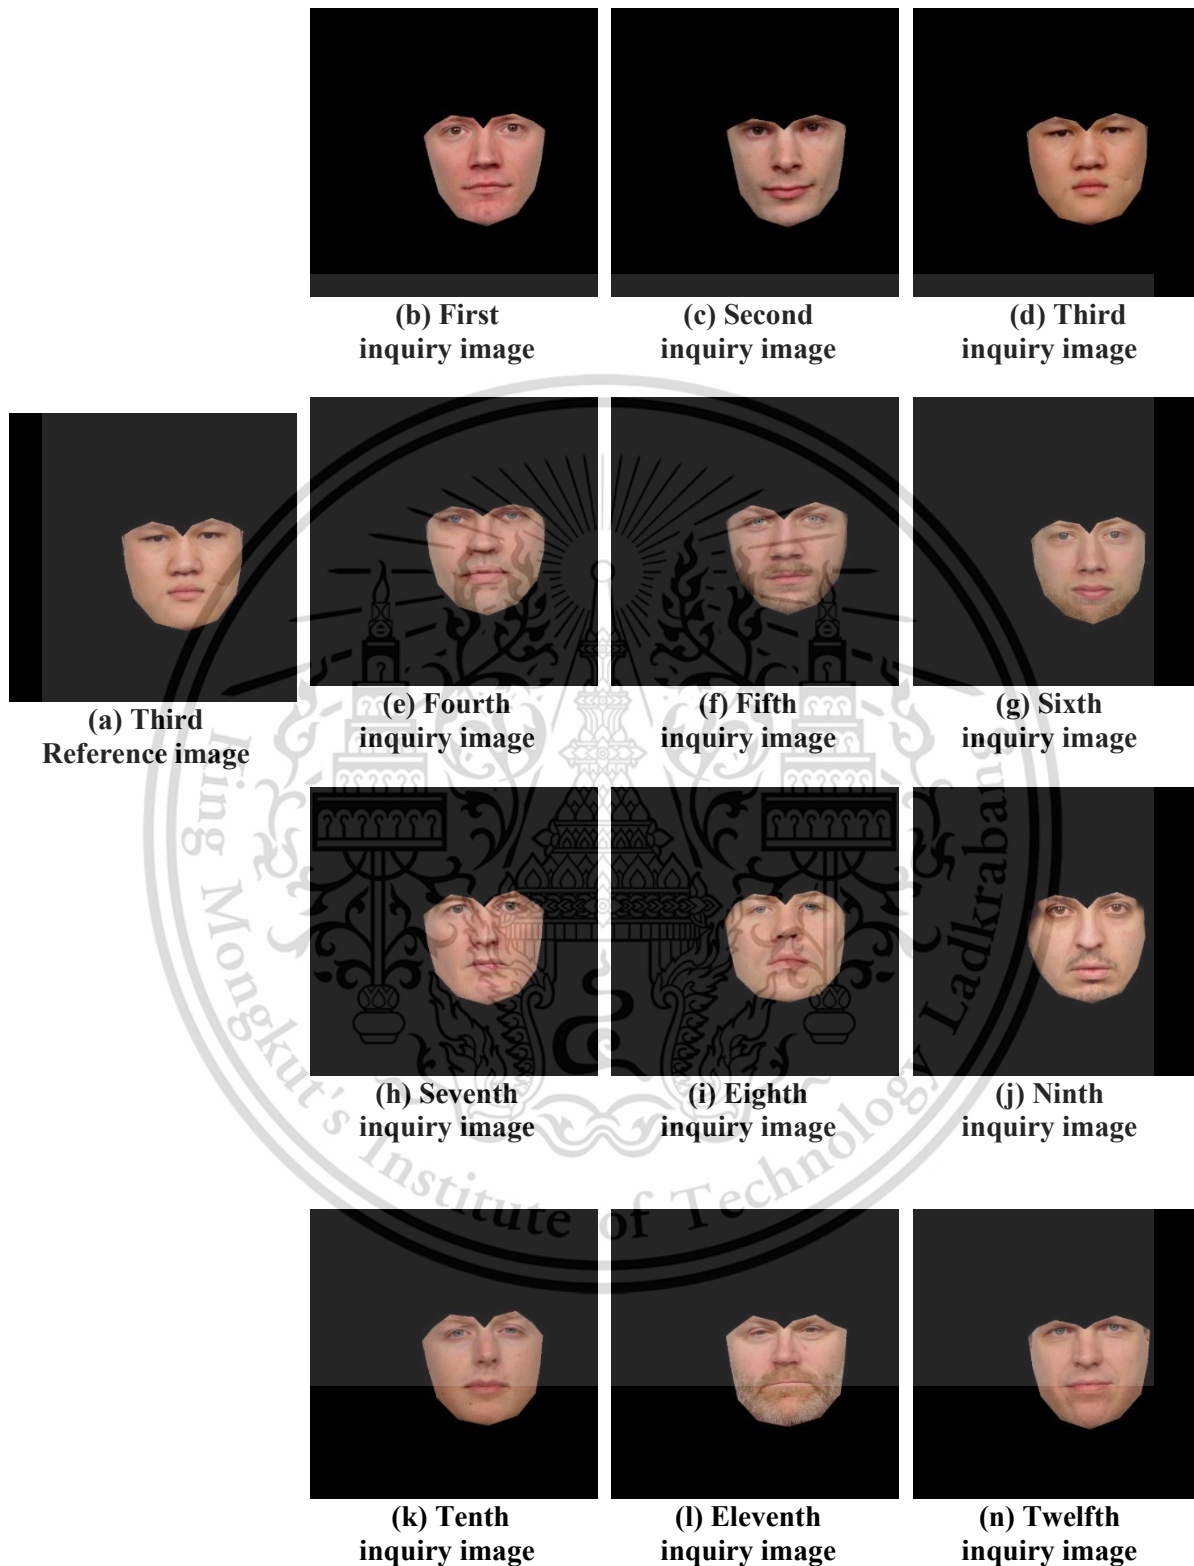 (b) First
inquiry image
(c) Second
inquiry image
(d) Third
inquiry image
(a) Third
Reference image
(e) Fourth
inquiry image
(f) Fifth
inquiry image
(g) Sixth
inquiry image
(h) Seventh
inquiry image
(i) Eighth
inquiry image
(j) Ninth
inquiry image
(k) Tenth
inquiry image
(l) Eleventh
inquiry image
(n) Twelfth
inquiry image
King Mongkut's Institute of Technology Ladkrabang